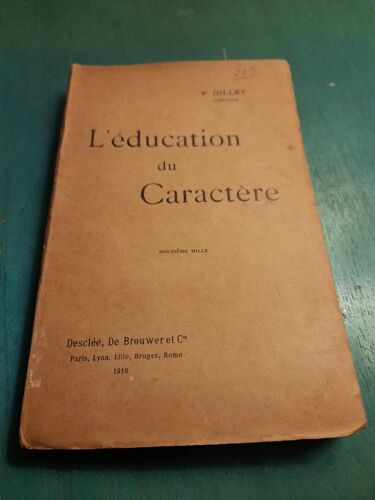 P. GILLET
L'éducation
du
Caractère
DOUZIÈME MILLE
Desclée, De Brouwer et Cie
Paris, Lyon, Lille, Bruges, Rome
1918